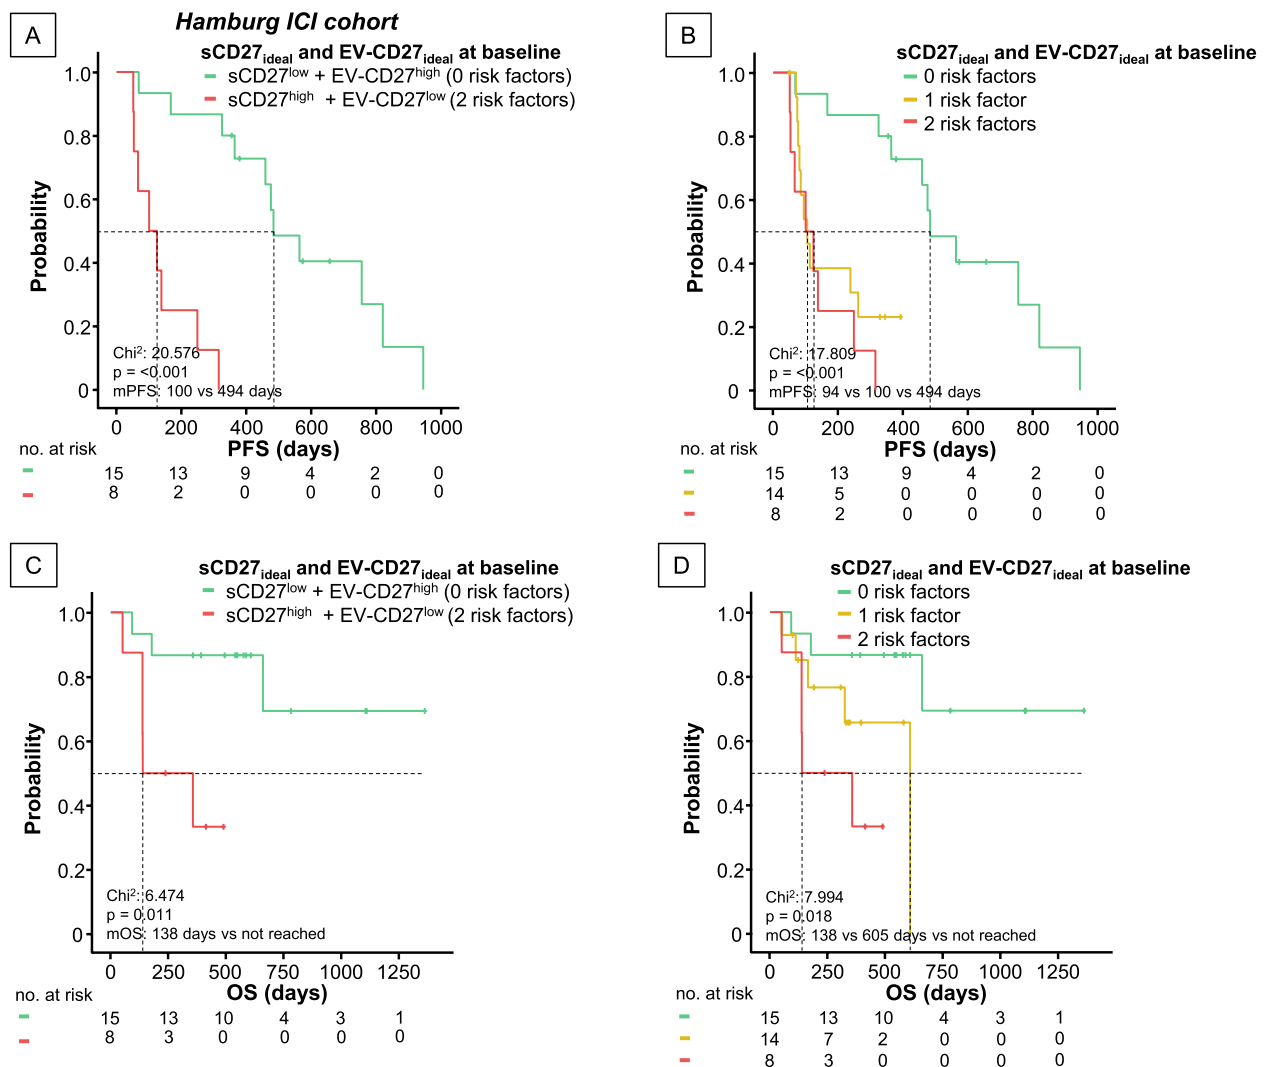 A
Hamburg ICI cohort
sCD27ideal and EV-CD27ideal at baseline
sCD27low + EV-CD27high (0 risk factors)
sCD27high + EV-CD27low (2 risk factors)
Probability
1.0
0.8
0.6
0.4
0.2
0
Chi2: 20.576
p = <0.001
mPFS: 100 vs 494 days
0 200 400 600 800 1000
PFS (days)
no. at risk
15 13 9 4 2 0
8 2 0 0 0 0
B
sCD27ideal and EV-CD27ideal at baseline
0 risk factors
1 risk factor
2 risk factors
Probability
1.0
0.8
0.6
0.4
0.2
0
Chi2: 17.809
p = <0.001
mPFS: 94 vs 100 vs 494 days
0 200 400 600 800 1000
PFS (days)
no. at risk
15 13 9 4 2 0
14 5 0 0 0 0
8 2 0 0 0 0
C
sCD27ideal and EV-CD27ideal at baseline
sCD27low + EV-CD27high (0 risk factors)
sCD27high + EV-CD27low (2 risk factors)
Probability
1.0
0.8
0.6
0.4
0.2
0
Chi2: 6.474
p = 0.011
mOS: 138 days vs not reached
0 250 500 750 1000 1250
OS (days)
no. at risk
15 13 10 4 3 1
8 3 0 0 0 0
D
sCD27ideal and EV-CD27ideal at baseline
0 risk factors
1 risk factor
2 risk factors
Probability
1.0
0.8
0.6
0.4
0.2
0
Chi2: 7.994
p = 0.018
mOS: 138 vs 605 days vs not reached
0 250 500 750 1000 1250
OS (days)
no. at risk
15 13 10 4 3 1
14 7 2 0 0 0
8 3 0 0 0 0